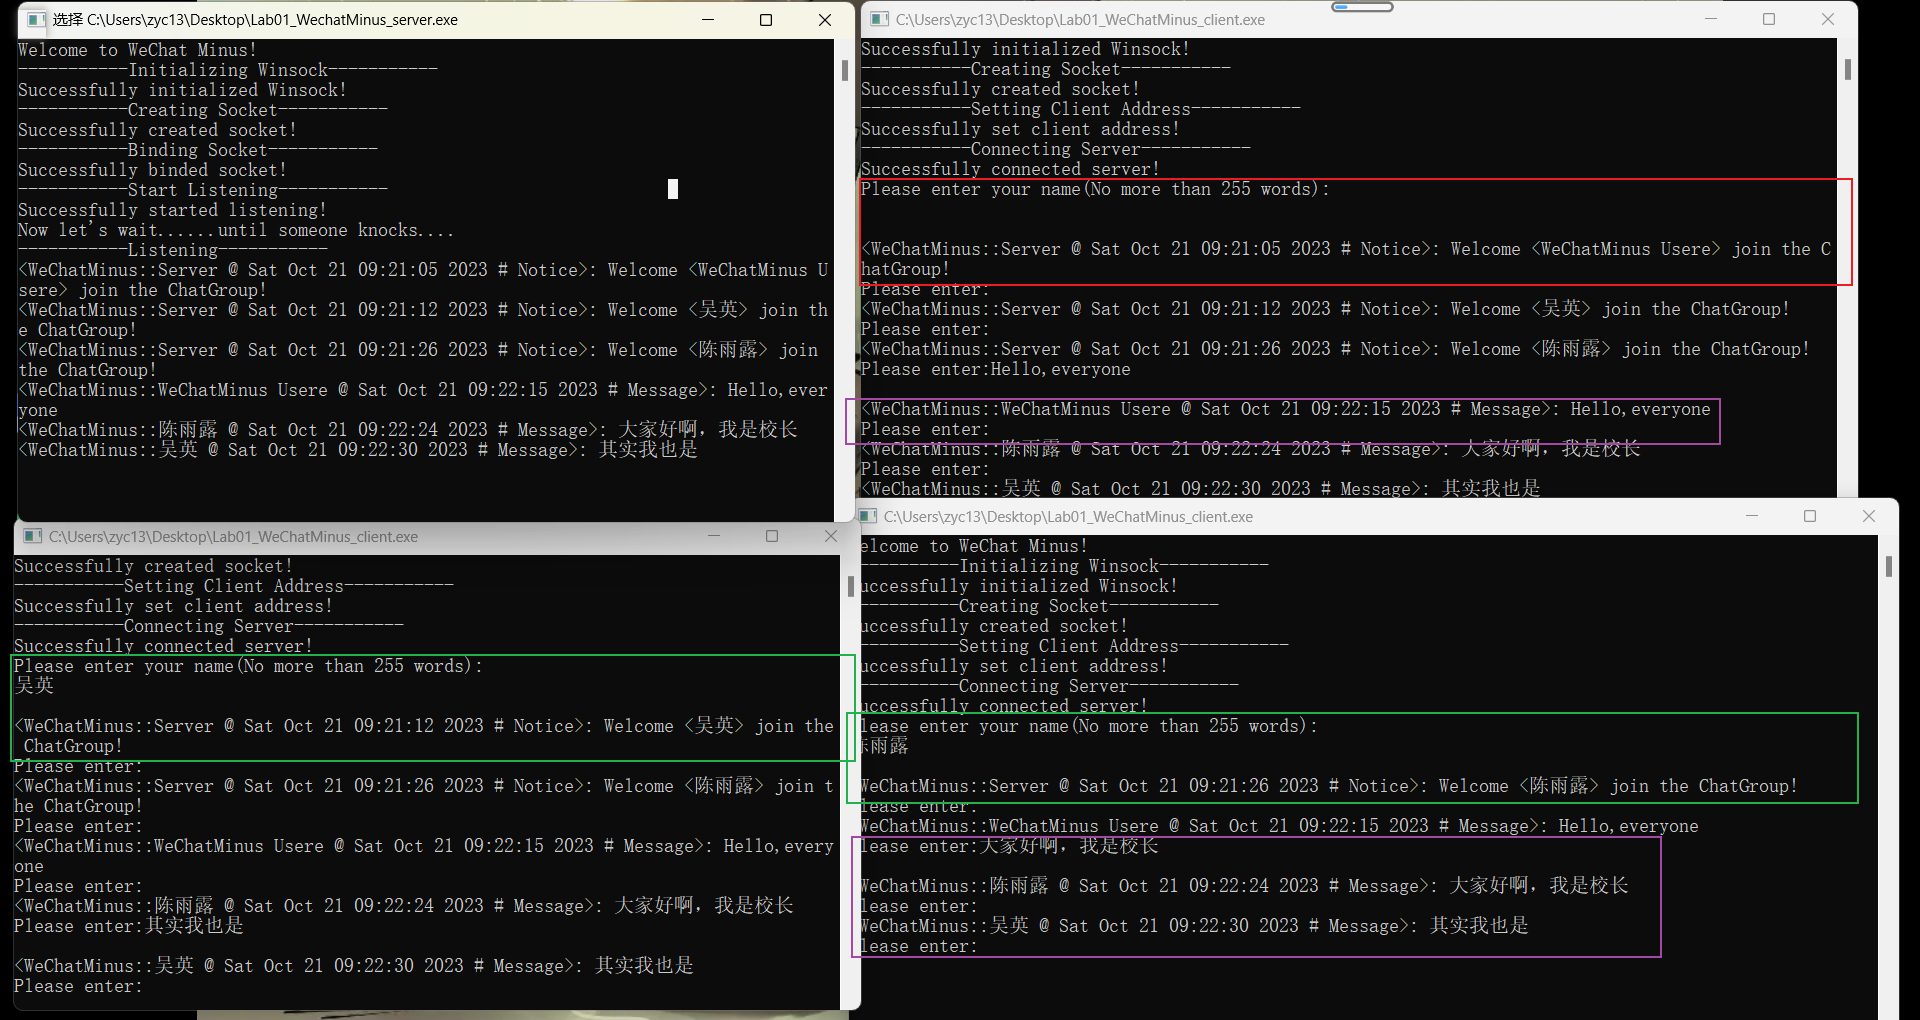 选择 C:\Users\zyc13\Desktop\Lab01_WechatMinus_server.exe
Welcome to WeChat Minus!
-----------Initializing Winsock-----------
Successfully initialized Winsock!
-----------Creating Socket-----------
Successfully created socket!
-----------Binding Socket-----------
Successfully binded socket!
-----------Start Listening-----------
Successfully started listening!
Now let's wait......until someone knocks....
-----------Listening-----------
<WeChatMinus::Server @ Sat Oct 21 09:21:05 2023 # Notice>: Welcome <WeChatMinus U
sere> join the ChatGroup!
<WeChatMinus::Server @ Sat Oct 21 09:21:12 2023 # Notice>: Welcome <吴英> join th
e ChatGroup!
<WeChatMinus::Server @ Sat Oct 21 09:21:26 2023 # Notice>: Welcome <陈雨露> join
the ChatGroup!
<WeChatMinus::WeChatMinus Usere @ Sat Oct 21 09:22:15 2023 # Message>: Hello,ever
yone
<WeChatMinus::陈雨露 @ Sat Oct 21 09:22:24 2023 # Message>: 大家好啊，我是校长
<WeChatMinus::吴英 @ Sat Oct 21 09:22:30 2023 # Message>: 其实我也是
C:\Users\zyc13\Desktop\Lab01_WeChatMinus_client.exe
Successfully initialized Winsock!
-----------Creating Socket-----------
Successfully created socket!
-----------Setting Client Address-----------
Successfully set client address!
-----------Connecting Server-----------
Successfully connected server!
Please enter your name(No more than 255 words):
<WeChatMinus::Server @ Sat Oct 21 09:21:05 2023 # Notice>: Welcome <WeChatMinus Usere> join the C
hatGroup!
Please enter:
<WeChatMinus::Server @ Sat Oct 21 09:21:12 2023 # Notice>: Welcome <吴英> join the ChatGroup!
Please enter:
<WeChatMinus::Server @ Sat Oct 21 09:21:26 2023 # Notice>: Welcome <陈雨露> join the ChatGroup!
Please enter:Hello,everyone
<WeChatMinus::WeChatMinus Usere @ Sat Oct 21 09:22:15 2023 # Message>: Hello,everyone
Please enter:
<WeChatMinus::陈雨露 @ Sat Oct 21 09:22:24 2023 # Message>: 大家好啊，我是校长
Please enter:
<WeChatMinus::吴英 @ Sat Oct 21 09:22:30 2023 # Message>: 其实我也是
C:\Users\zyc13\Desktop\Lab01_WeChatMinus_client.exe
Successfully created socket!
-----------Setting Client Address-----------
Successfully set client address!
-----------Connecting Server-----------
Successfully connected server!
Please enter your name(No more than 255 words):
吴英
<WeChatMinus::Server @ Sat Oct 21 09:21:12 2023 # Notice>: Welcome <吴英> join the
ChatGroup!
Please enter:
<WeChatMinus::Server @ Sat Oct 21 09:21:26 2023 # Notice>: Welcome <陈雨露> join t
he ChatGroup!
Please enter:
<WeChatMinus::WeChatMinus Usere @ Sat Oct 21 09:22:15 2023 # Message>: Hello,every
one
Please enter:
<WeChatMinus::陈雨露 @ Sat Oct 21 09:22:24 2023 # Message>: 大家好啊，我是校长
Please enter:其实我也是
<WeChatMinus::吴英 @ Sat Oct 21 09:22:30 2023 # Message>: 其实我也是
Please enter:
C:\Users\zyc13\Desktop\Lab01_WeChatMinus_client.exe
elcome to WeChat Minus!
----------Initializing Winsock-----------
uccessfully initialized Winsock!
----------Creating Socket-----------
uccessfully created socket!
----------Setting Client Address-----------
uccessfully set client address!
----------Connecting Server-----------
uccessfully connected server!
lease enter your name(No more than 255 words):
陈雨露
WeChatMinus::Server @ Sat Oct 21 09:21:26 2023 # Notice>: Welcome <陈雨露> join the ChatGroup!
lease enter:
WeChatMinus::WeChatMinus Usere @ Sat Oct 21 09:22:15 2023 # Message>: Hello,everyone
lease enter:大家好啊，我是校长
WeChatMinus::陈雨露 @ Sat Oct 21 09:22:24 2023 # Message>: 大家好啊，我是校长
lease enter:
WeChatMinus::吴英 @ Sat Oct 21 09:22:30 2023 # Message>: 其实我也是
lease enter: